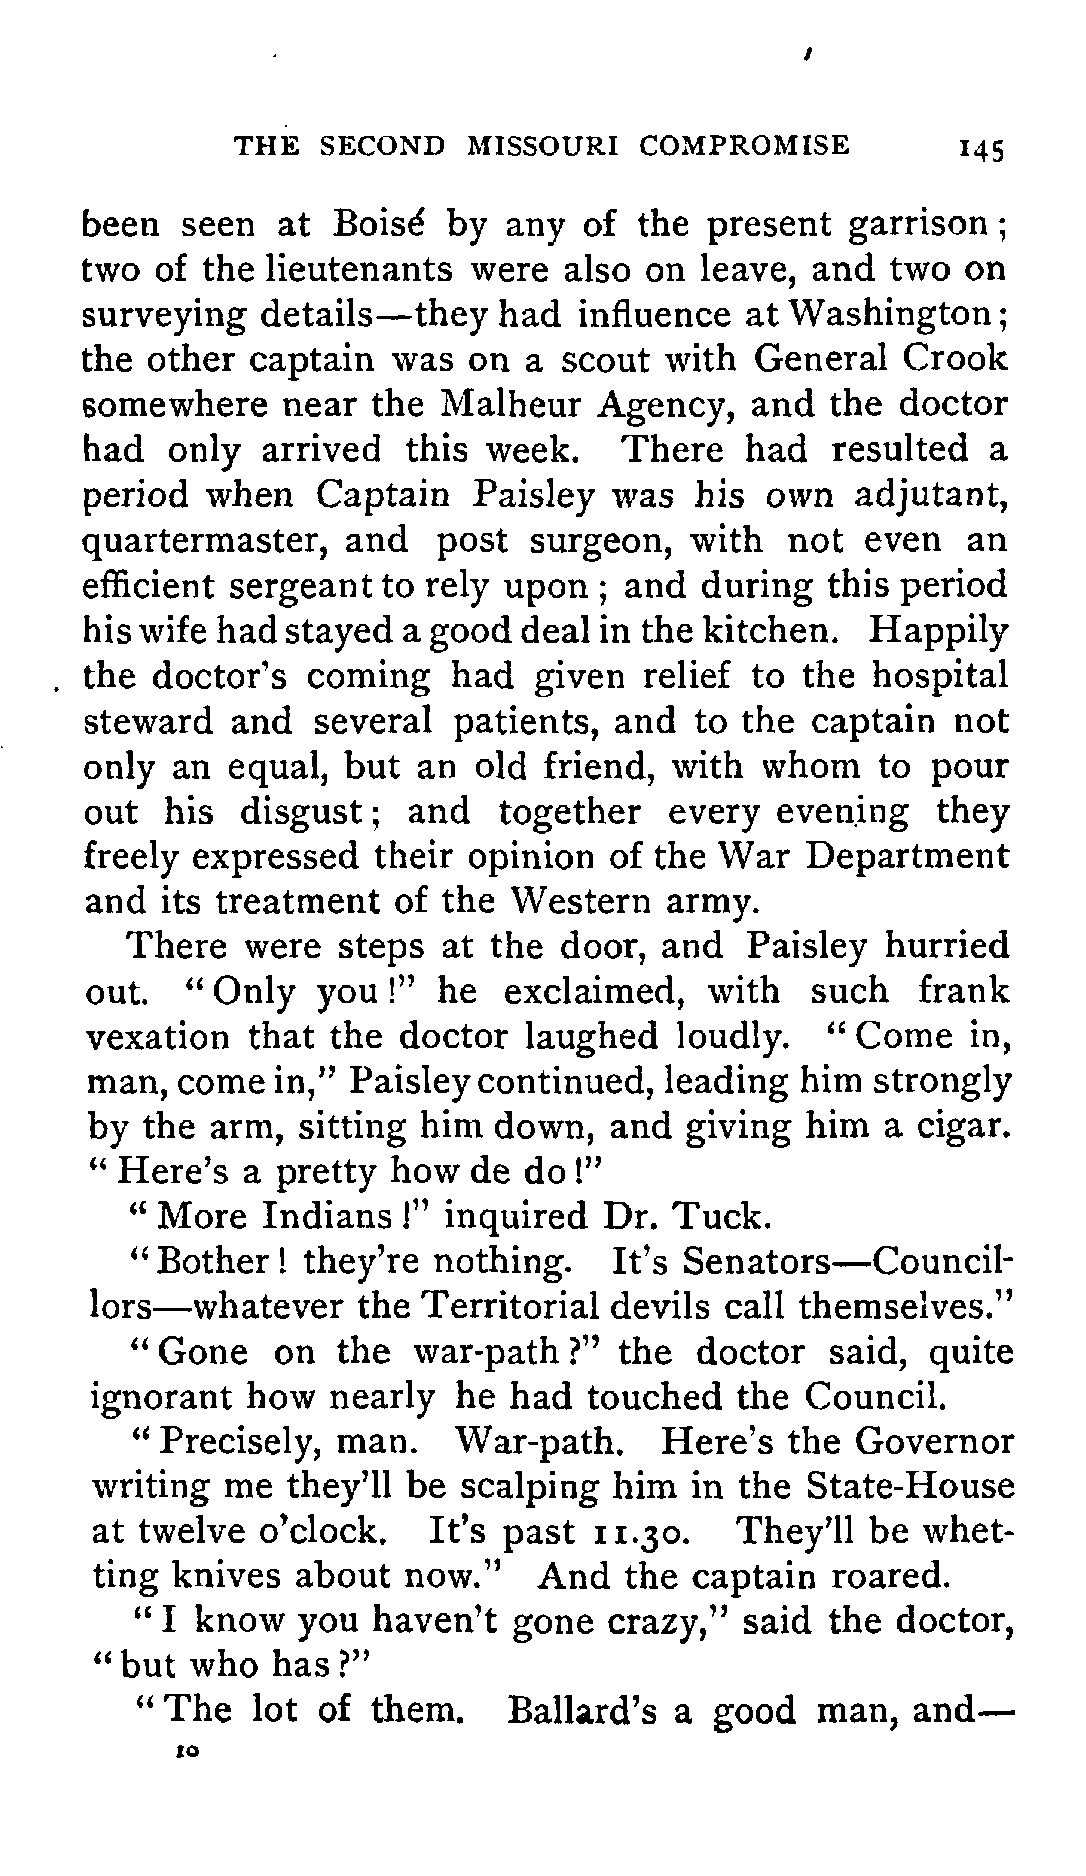 THE SECOND MISSOURI COMPROMISE 145
been seen at Boisé by any of the present garrison ;
two of the lieutenants were also on leave, and two on
surveying details—they had influence at Washington ;
the other captain was on a scout with General Crook
somewhere near the Malheur Agency, and the doctor
had only arrived this week. There had resulted a
period when Captain Paisley was his own adjutant,
quartermaster, and post surgeon, with not even an
efficient sergeant to rely upon ; and during this period
his wife had stayed a good deal in the kitchen. Happily
the doctor's coming had given relief to the hospital
steward and several patients, and to the captain not
only an equal, but an old friend, with whom to pour
out his disgust ; and together every evening they
freely expressed their opinion of the War Department
and its treatment of the Western army.
There were steps at the door, and Paisley hurried
out. “ Only you !” he exclaimed, with such frank
vexation that the doctor laughed loudly. “ Come in,
man, come in,” Paisley continued, leading him strongly
by the arm, sitting him down, and giving him a cigar.
“ Here's a pretty how de do !”
“ More Indians !” inquired Dr. Tuck.
“ Bother ! they're nothing. It's Senators—Council-
lors—whatever the Territorial devils call themselves.”
“ Gone on the war-path ?” the doctor said, quite
ignorant how nearly he had touched the Council.
“ Precisely, man. War-path. Here's the Governor
writing me they'll be scalping him in the State-House
at twelve o'clock. It's past 11.30. They'll be whet-
ting knives about now.” And the captain roared.
“ I know you haven't gone crazy,” said the doctor,
“ but who has ?”
“ The lot of them. Ballard's a good man, and—
10